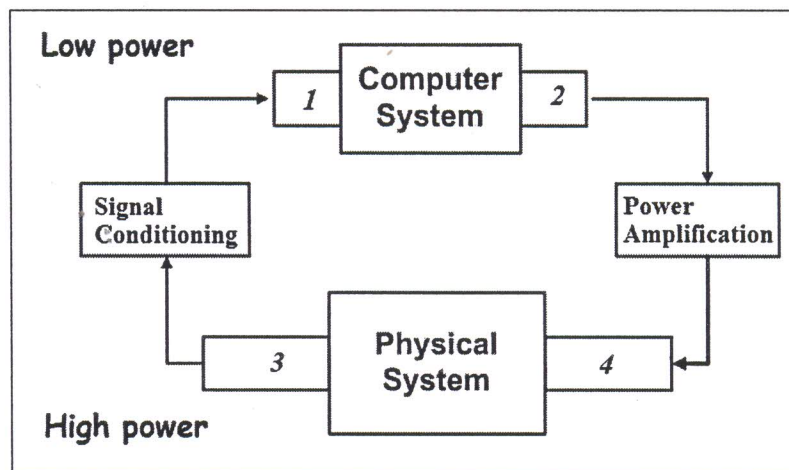 Low power
1
Computer
System
2
Signal
Conditioning
Power
Amplification
3
Physical
System
4
High power